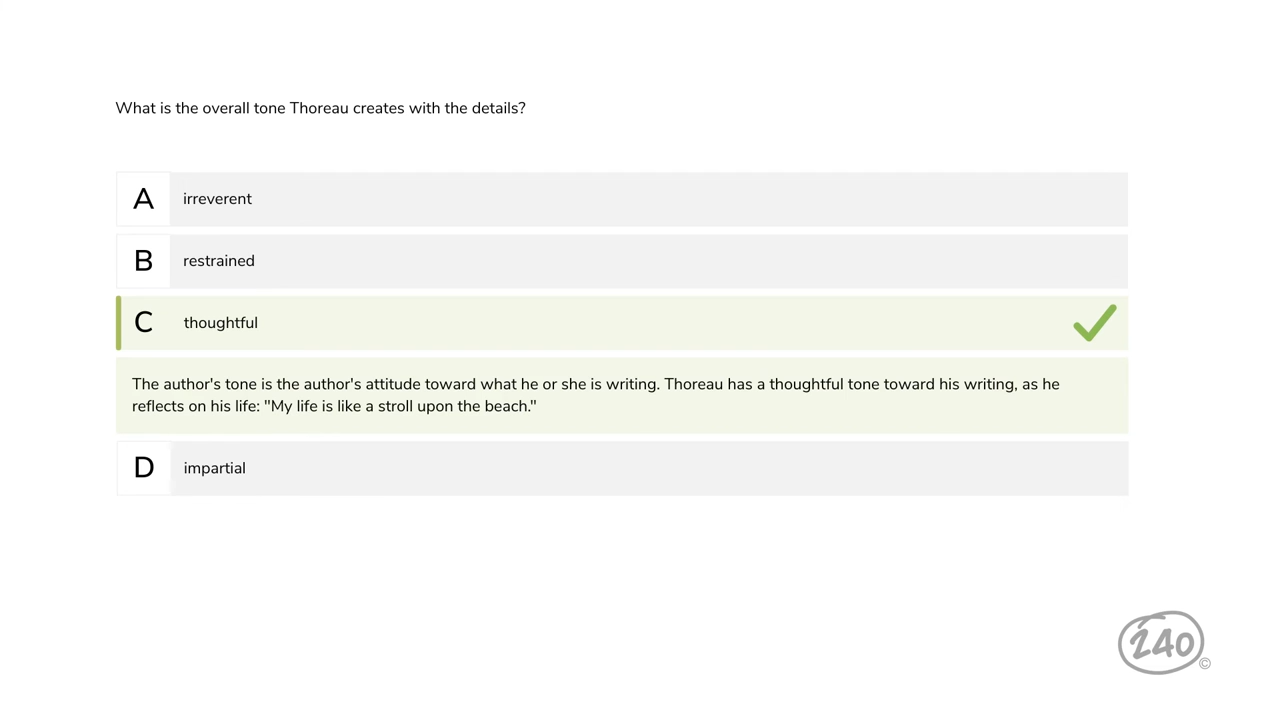 What is the overall tone Thoreau creates with the details?
A irreverent
B restrained
C thoughtful
The author's tone is the author's attitude toward what he or she is writing. Thoreau has a thoughtful tone toward his writing, as he
reflects on his life: "My life is like a stroll upon the beach."
D impartial
240 ©